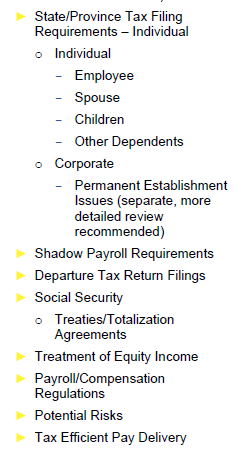 ► State/Province Tax Filing
Requirements – Individual
o Individual
– Employee
– Spouse
– Children
– Other Dependents
o Corporate
– Permanent Establishment
Issues (separate, more
detailed review
recommended)
► Shadow Payroll Requirements
► Departure Tax Return Filings
► Social Security
o Treaties/Totalization
Agreements
► Treatment of Equity Income
► Payroll/Compensation
Regulations
► Potential Risks
► Tax Efficient Pay Delivery